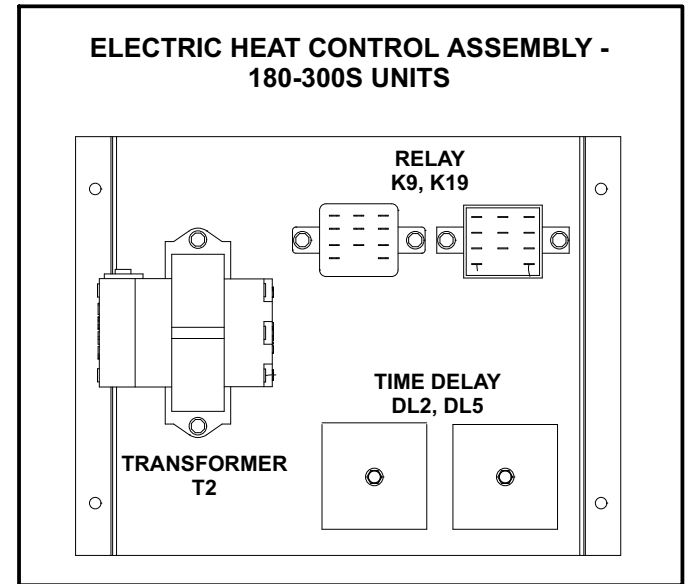 ELECTRIC HEAT CONTROL ASSEMBLY -
180-300S UNITS
RELAY
K9, K19
TIME DELAY
DL2, DL5
TRANSFORMER
T2